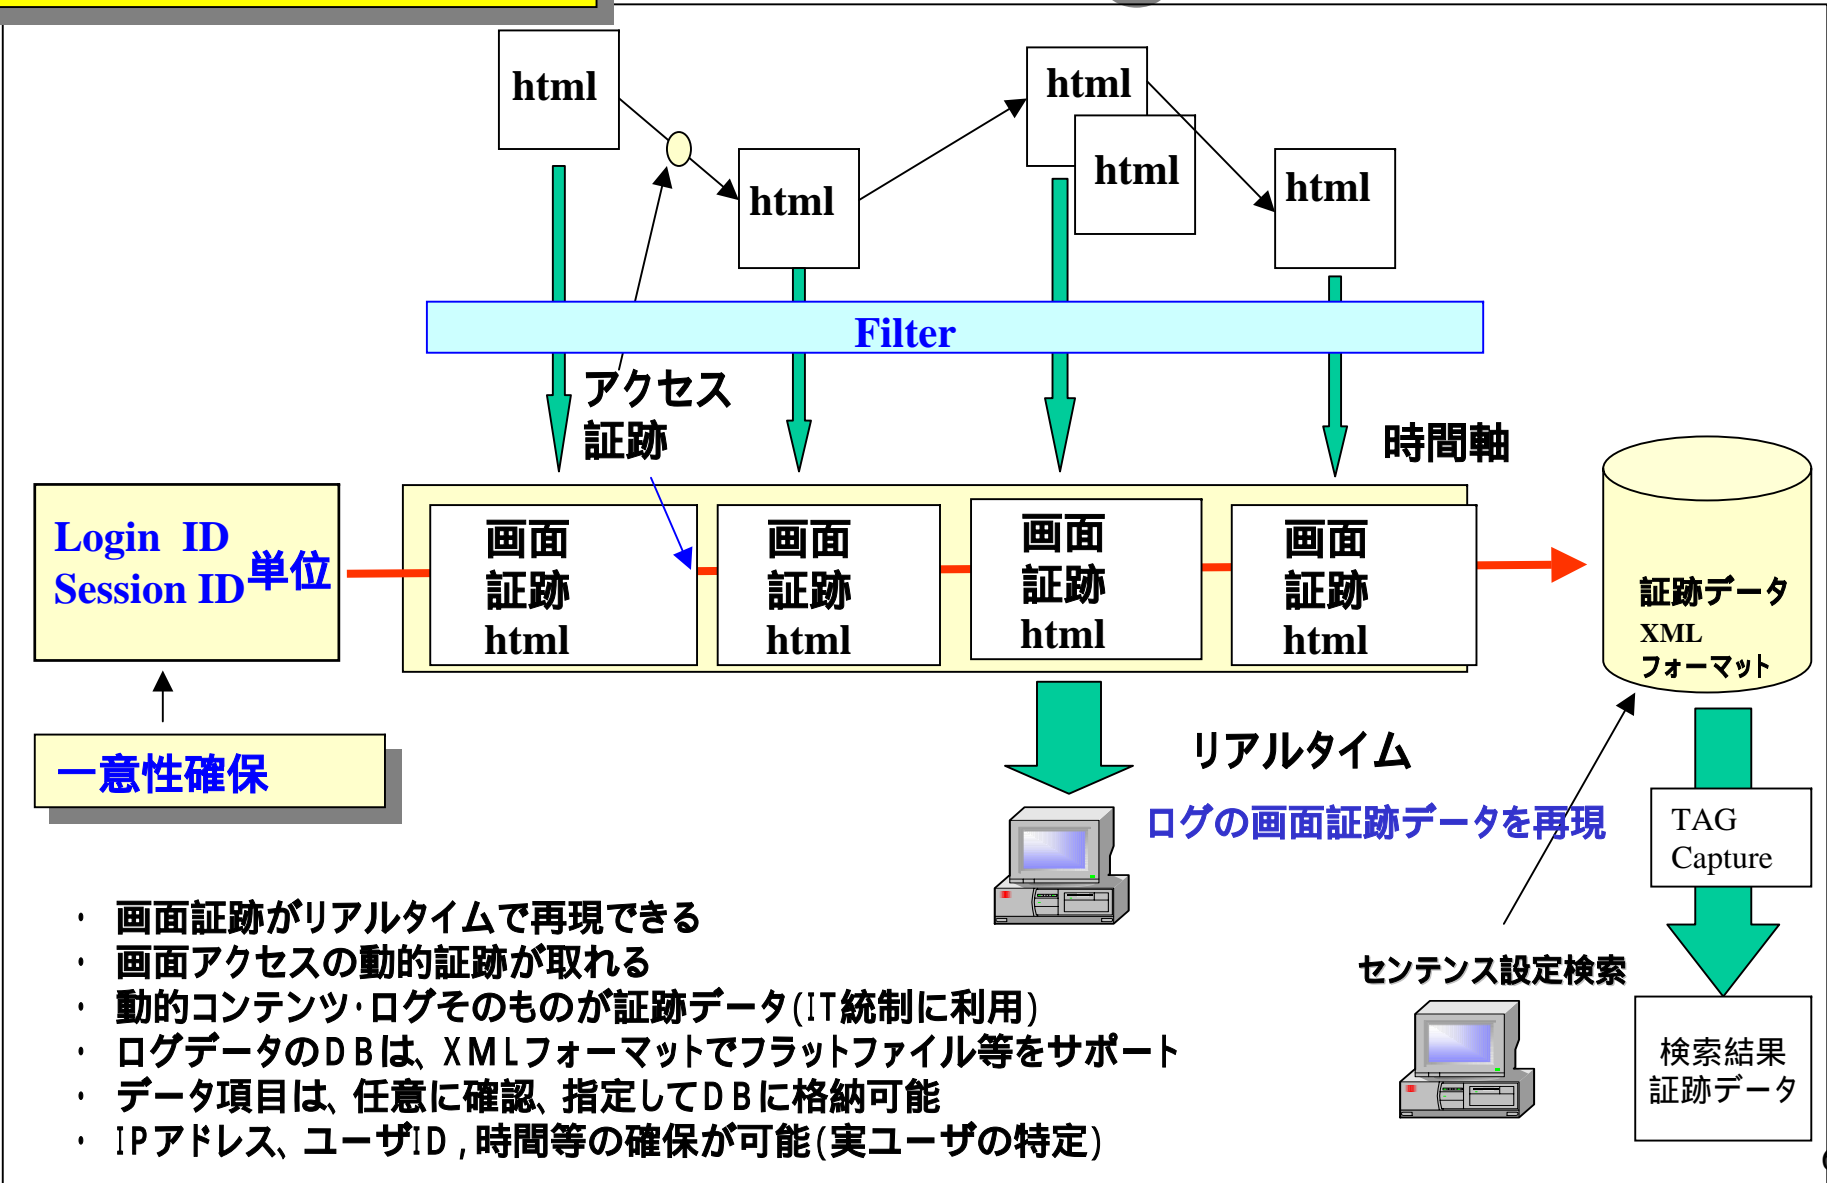 html
html
html
html
html
Filter
アクセス
証跡
時間軸
Login ID
Session ID
単位
画面
証跡
html
画面
証跡
html
画面
証跡
html
画面
証跡
html
証跡データ
XML
フォーマット
一意性確保
リアルタイム
ログの画面証跡データを再現
TAG
Capture
センテンス設定検索
検索結果
証跡データ
・ 画面証跡がリアルタイムで再現できる
・ 画面アクセスの動的証跡が取れる
・ 動的コンテンツ・ログそのものが証跡データ(IT統制に利用)
・ ログデータのDBは、XMLフォーマットでフラットファイル等をサポート
・ データ項目は、任意に確認、指定してDBに格納可能
・ IPアドレス、ユーザID,時間等の確保が可能(実ユーザの特定)